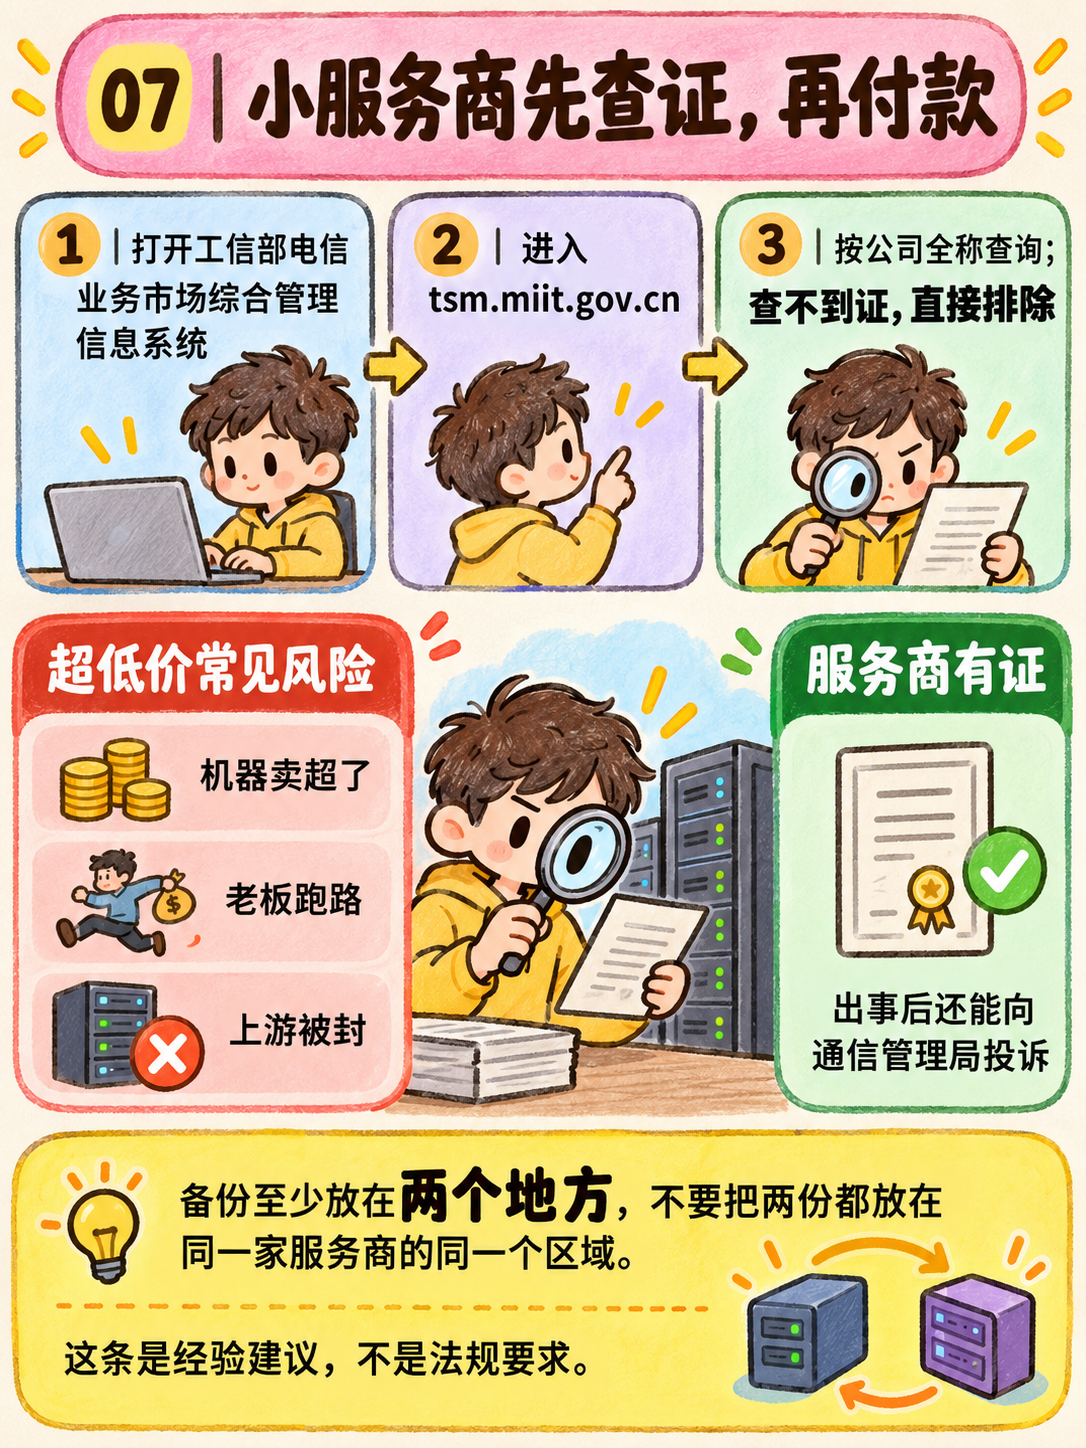 07 | 小服务商先查证，再付款
1 | 打开工信部电信
业务市场综合管理
信息系统
2 | 进入
tsm.miit.gov.cn
3 | 按公司全称查询；
查不到证，直接排除
超低价常见风险
机器卖超了
$
老板跑路
上游被封
服务商有证
出事后还能向
通信管理局投诉
备份至少放在两个地方，不要把两份都放在
同一家服务商的同一个区域。
这条是经验建议，不是法规要求。